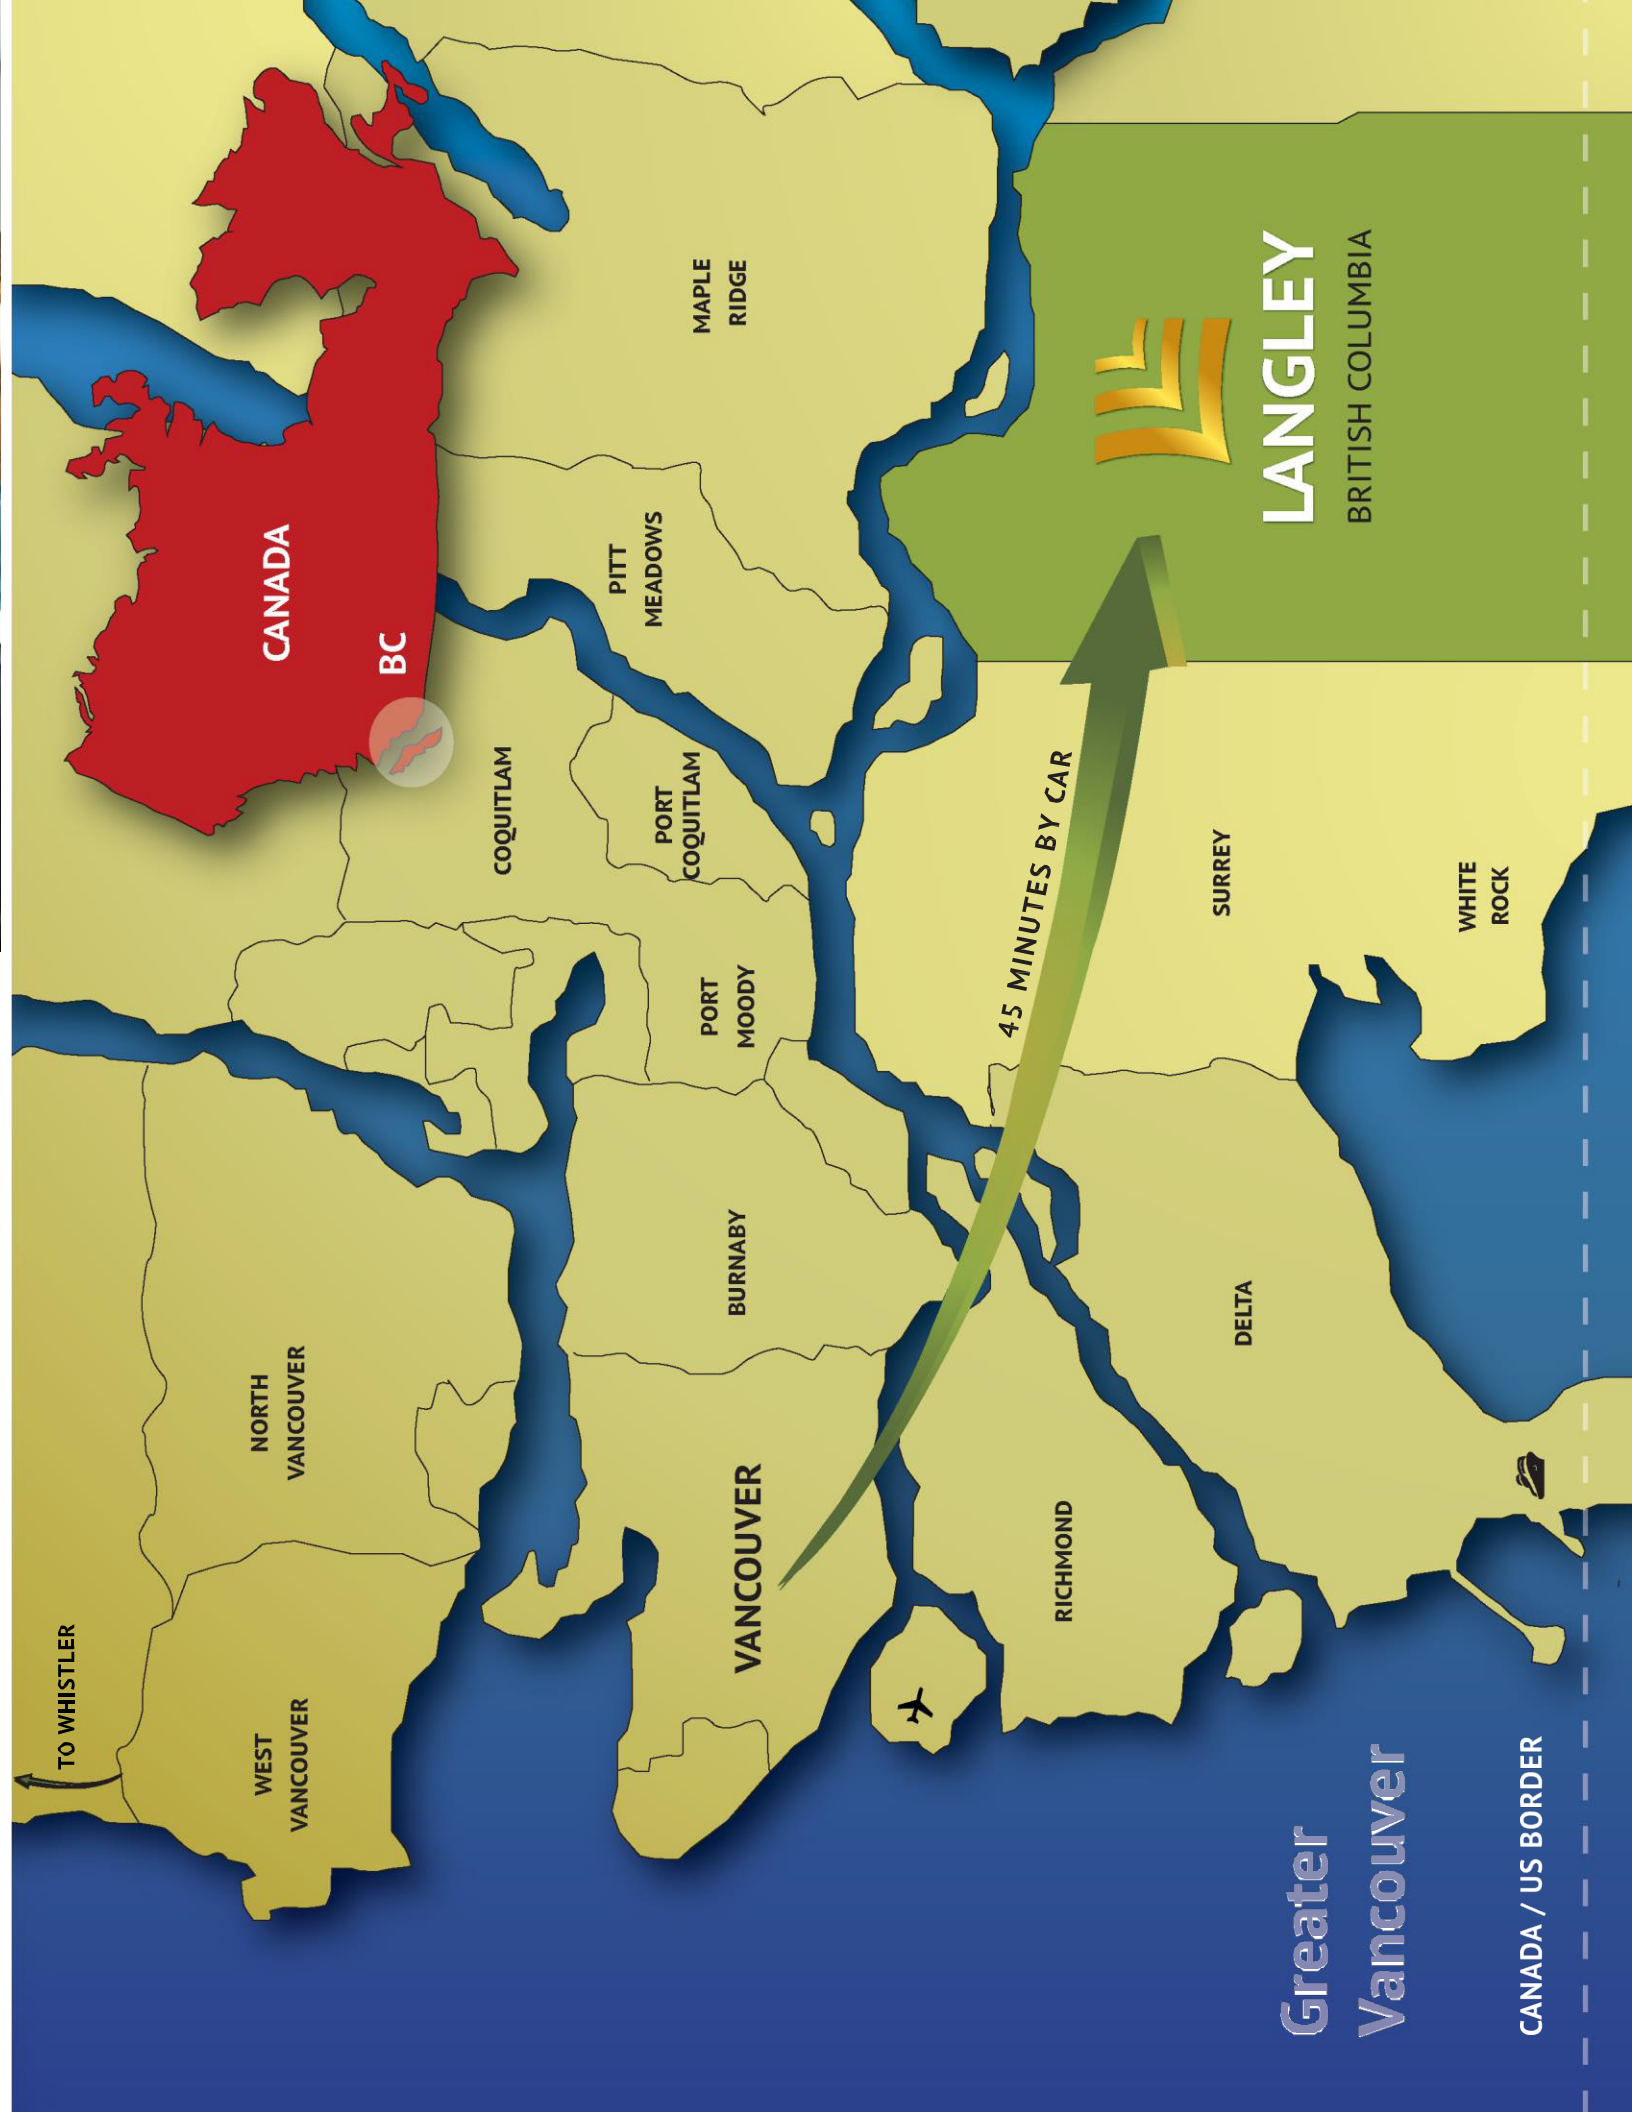 TO WHISTLER
CANADA
BC
WEST
VANCOUVER
NORTH
VANCOUVER
COQUITLAM
PITT
MEADOWS
MAPLE
RIDGE
PORT
COQUITLAM
PORT
MOODY
BURNABY
VANCOUVER
45 MINUTES BY CAR
RICHMOND
DELTA
SURREY
WHITE
ROCK
LANGLEY
BRITISH COLUMBIA
Greater
Vancouver
CANADA / US BORDER